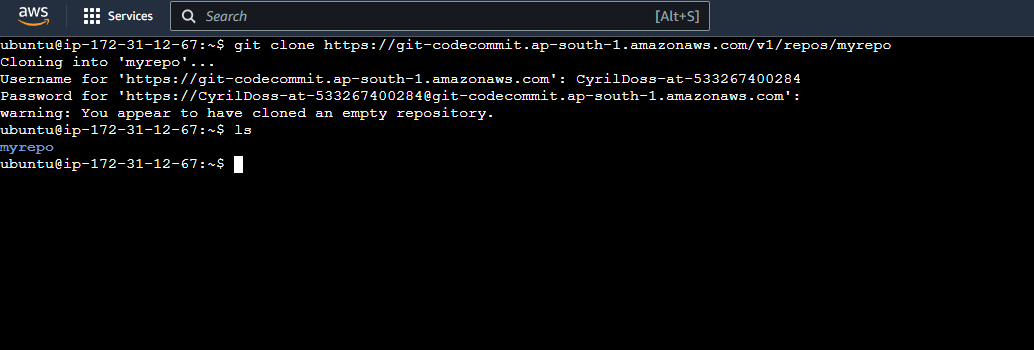 aws Services Search [Alt+S]
ubuntu@ip-172-31-12-67:~$ git clone https://git-codecommit.ap-south-1.amazonaws.com/v1/repos/myrepo
Cloning into 'myrepo'...
Username for 'https://git-codecommit.ap-south-1.amazonaws.com': CyrilDoss-at-533267400284
Password for 'https://CyrilDoss-at-533267400284@git-codecommit.ap-south-1.amazonaws.com':
warning: You appear to have cloned an empty repository.
ubuntu@ip-172-31-12-67:~$ ls
myrepo
ubuntu@ip-172-31-12-67:~$